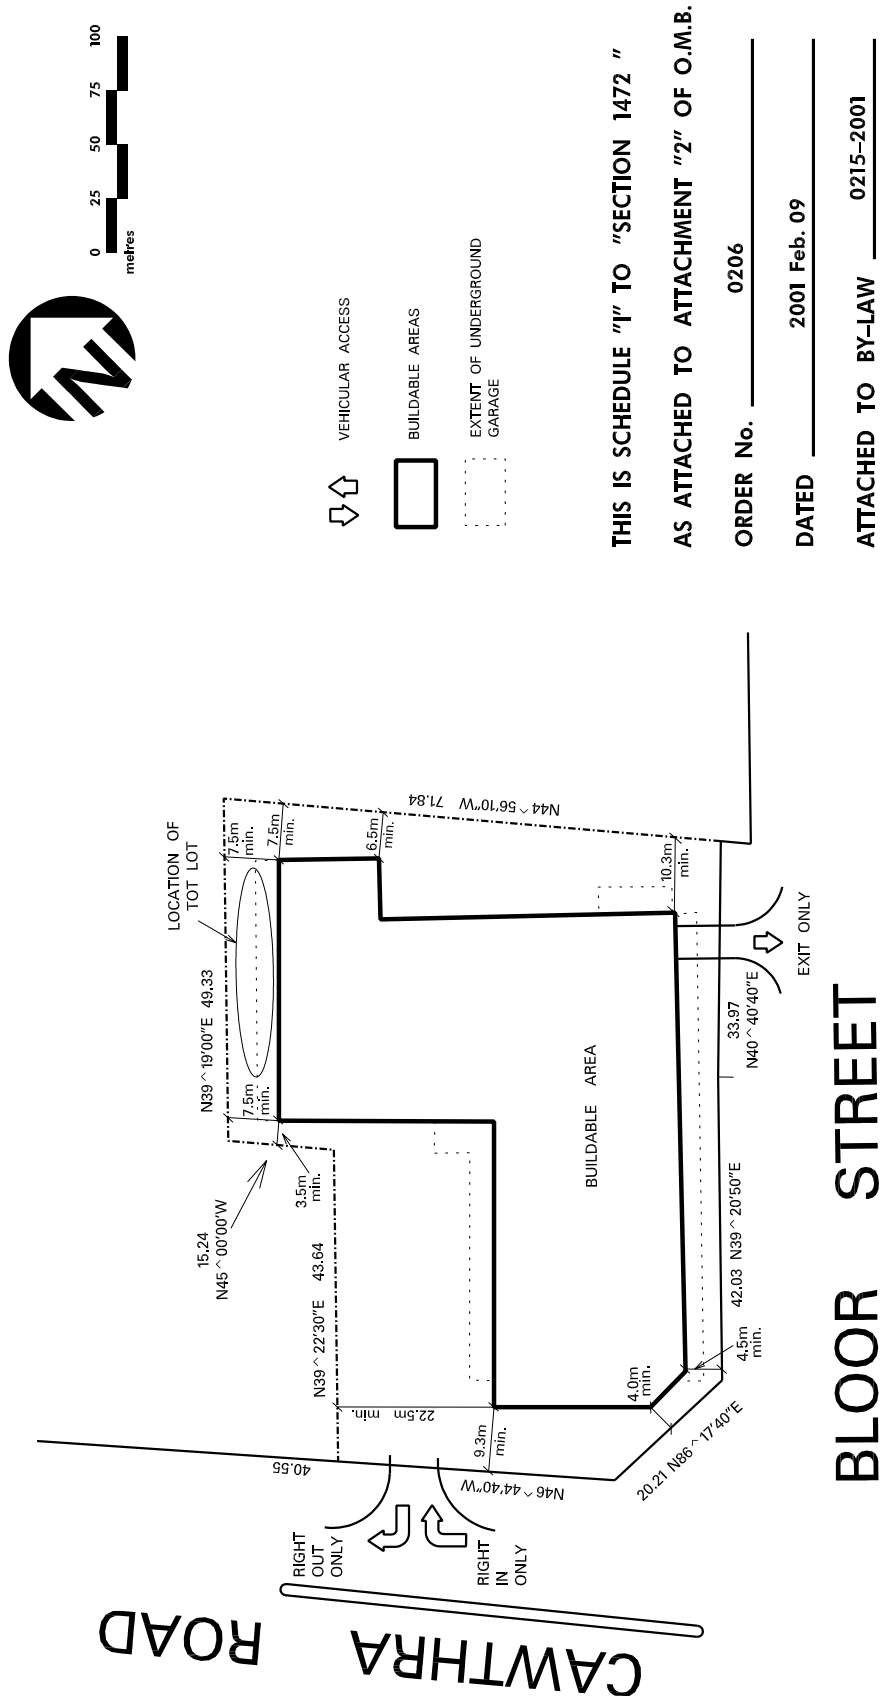 N
0 25 50 75 100
metres
VEHICULAR ACCESS
BUILDABLE AREAS
EXTENT OF UNDERGROUND
GARAGE
THIS IS SCHEDULE "I" TO "SECTION 1472 "
AS ATTACHED TO ATTACHMENT "2" OF O.M.B.
ORDER No. 0206
DATED 2001 Feb. 09
ATTACHED TO BY-LAW 0215-2001
LOCATION OF
TOT LOT
N39^19'00"E 49.33
7.5m
min.
7.5m
min.
7.5m
min.
6.5m
min.
N44^56'10"W 71.84
10.3m
min.
15.24
N45^00'00"W
3.5m
min.
N39^22'30"E 43.64
22.5m min.
9.3m
min.
40.55
N46^44'40"W
BUILDABLE AREA
4.0m
min.
4.5m
min.
20.21 N86^17'40"E
42.03 N39^20'50"E
33.97
N40^40'40"E
EXIT ONLY
RIGHT
OUT
ONLY
RIGHT
IN
ONLY
CAWTHRA ROAD
BLOOR STREET